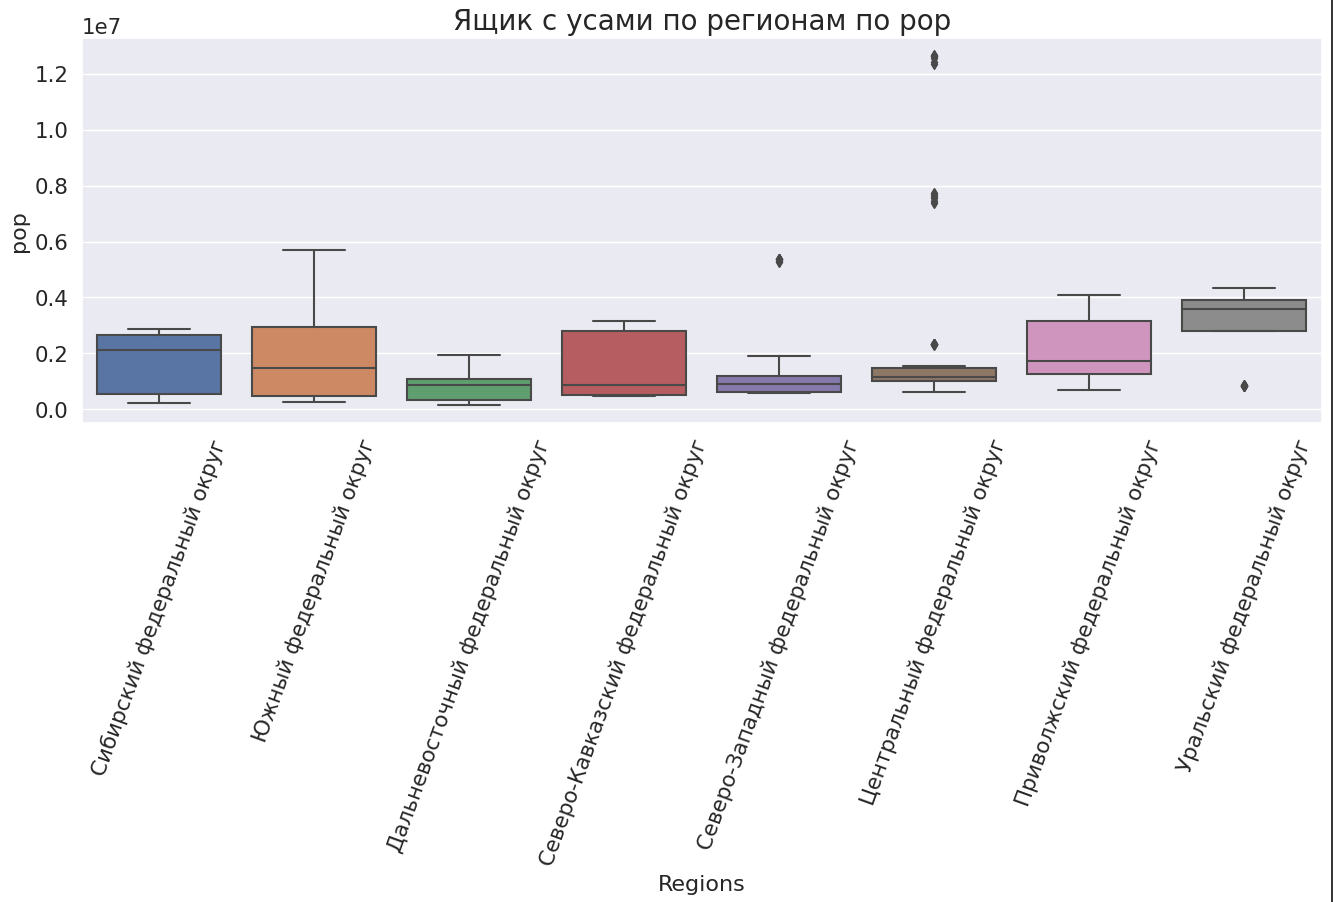 Ящик с усами по регионам по pop
1e7
1.2
1.0
0.8
0.6
0.4
0.2
0.0
pop
Сибирский федеральный округ
Южный федеральный округ
Дальневосточный федеральный округ
Северо-Кавказский федеральный округ
Северо-Западный федеральный округ
Центральный федеральный округ
Приволжский федеральный округ
Уральский федеральный округ
Regions